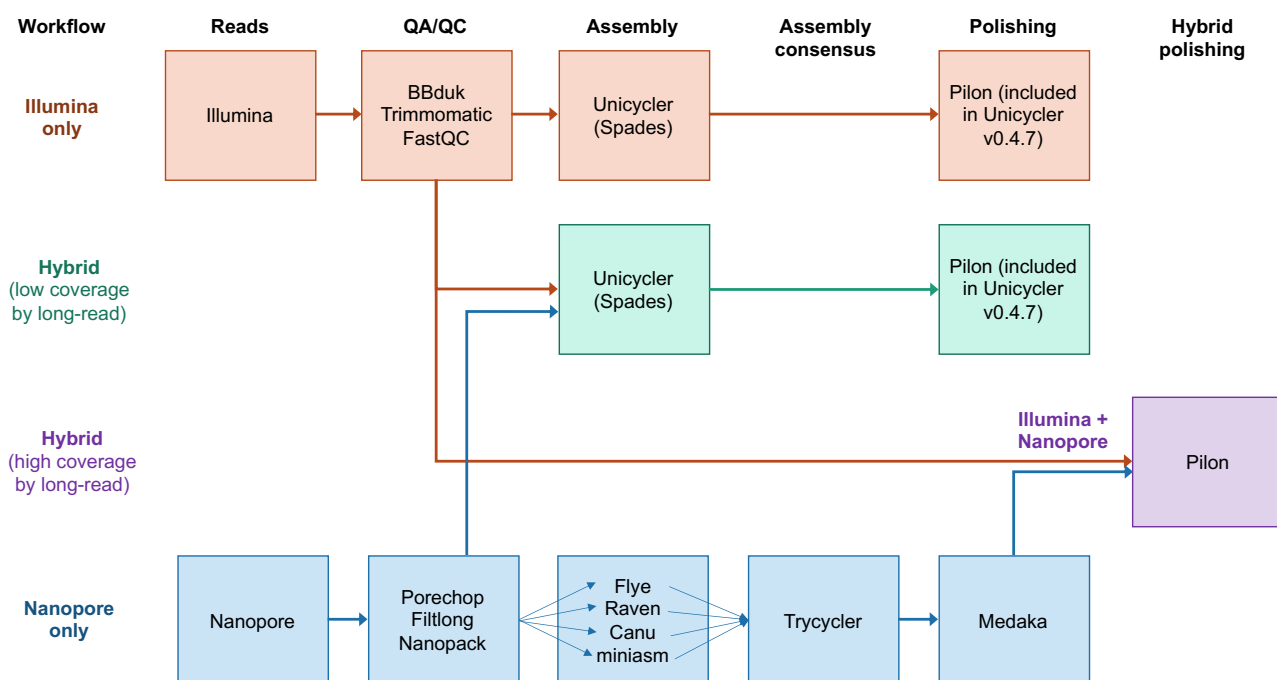 Workflow
Reads
QA/QC
Assembly
Assembly
consensus
Polishing
Hybrid
polishing
Illumina
only
Illumina
BBduk
Trimmomatic
FastQC
Unicycler
(Spades)
Pilon (included
in Unicycler
v0.4.7)
Hybrid
(low coverage
by long-read)
Unicycler
(Spades)
Pilon (included
in Unicycler
v0.4.7)
Hybrid
(high coverage
by long-read)
Illumina +
Nanopore
Pilon
Nanopore
only
Nanopore
Porechop
Filtlong
Nanopack
Flye
Raven
Canu
miniasm
Trycycler
Medaka